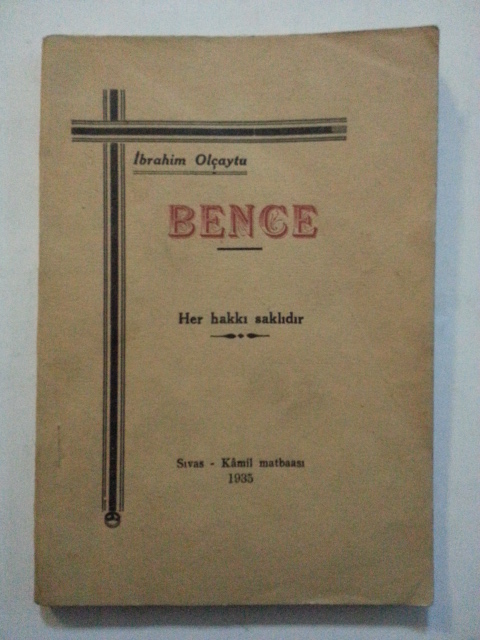 İbrahim Olçaytu
BENCE
Her hakkı saklıdır
Sıvas - Kâmil matbaası
1935